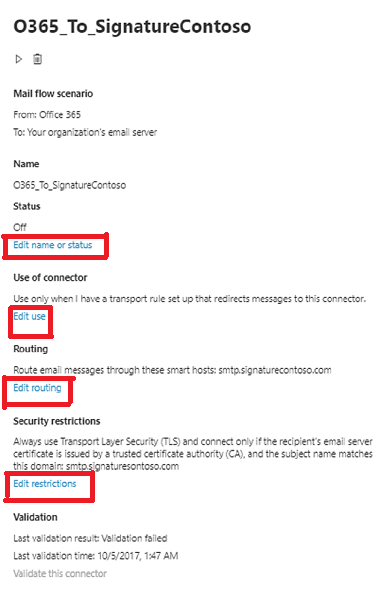 O365_To_SignatureContoso
Mail flow scenario
From: Office 365
To: Your organization's email server
Name
O365_To_SignatureContoso
Status
Off
Edit name or status
Use of connector
Use only when I have a transport rule set up that redirects messages to this connector.
Edit use
Routing
Route email messages through these smart hosts: smtp.signaturecontoso.com
Edit routing
Security restrictions
Always use Transport Layer Security (TLS) and connect only if the recipient's email server
certificate is issued by a trusted certificate authority (CA), and the subject name matches
this domain: smtp.signaturesontoso.com
Edit restrictions
Validation
Last validation result: Validation failed
Last validation time: 10/5/2017, 1:47 AM
Validate this connector